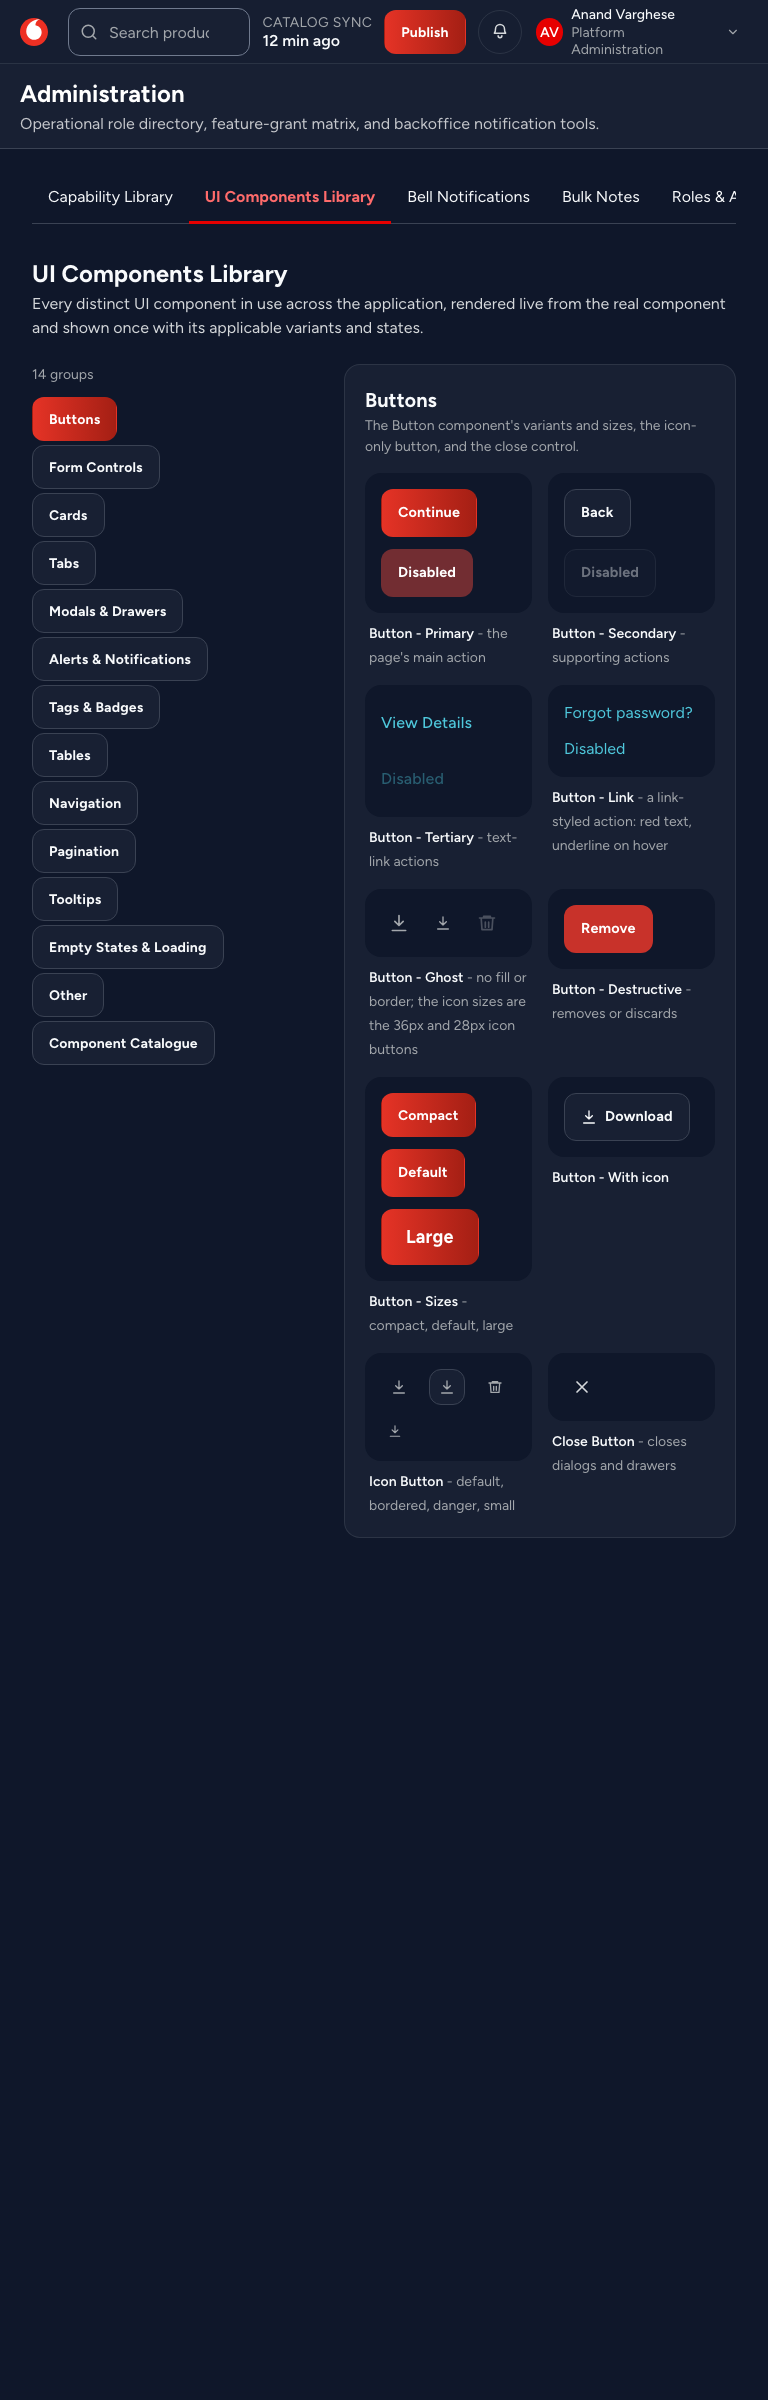 Search produc
CATALOG SYNC
12 min ago
Publish
AV
Anand Varghese
Platform
Administration
Administration
Operational role directory, feature-grant matrix, and backoffice notification tools.
Capability Library
UI Components Library
Bell Notifications
Bulk Notes
Roles & A
UI Components Library
Every distinct UI component in use across the application, rendered live from the real component
and shown once with its applicable variants and states.
14 groups
Buttons
Form Controls
Cards
Tabs
Modals & Drawers
Alerts & Notifications
Tags & Badges
Tables
Navigation
Pagination
Tooltips
Empty States & Loading
Other
Component Catalogue
Buttons
The Button component's variants and sizes, the icon-
only button, and the close control.
Continue
Disabled
Button - Primary - the
page's main action
Back
Disabled
Button - Secondary -
supporting actions
View Details
Disabled
Button - Tertiary - text-
link actions
Forgot password?
Disabled
Button - Link - a link-
styled action: red text,
underline on hover
Button - Ghost - no fill or
border; the icon sizes are
the 36px and 28px icon
buttons
Remove
Button - Destructive -
removes or discards
Compact
Default
Large
Button - Sizes -
compact, default, large
Download
Button - With icon
Icon Button - default,
bordered, danger, small
Close Button - closes
dialogs and drawers